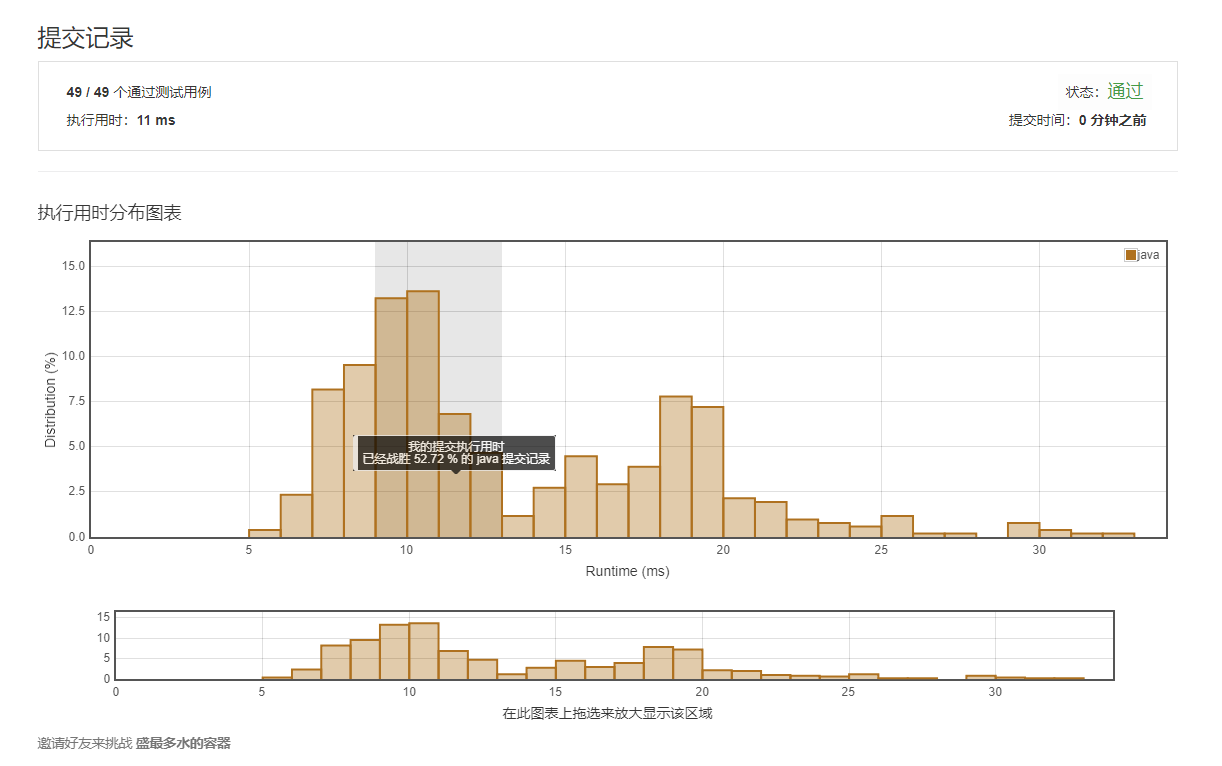 提交记录
49 / 49 个通过测试用例
状态：通过
执行用时：11 ms
提交时间：0 分钟之前
执行用时分布图表
java
15.0
12.5
10.0
7.5
5.0
2.5
0.0
Distribution (%)
我的提交执行用时
已经战胜 52.72 % 的 java 提交记录
0 5 10 15 20 25 30
Runtime (ms)
15
10
5
0
0 5 10 15 20 25 30
在此图表上拖选来放大显示该区域
邀请好友来挑战 盛最多水的容器